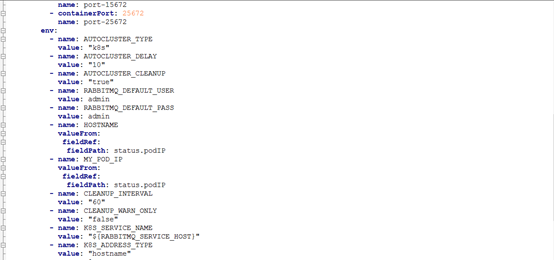 name: port-15672
- containerPort: 25672
name: port-25672
env:
- name: AUTOCLUSTER_TYPE
value: "k8s"
- name: AUTOCLUSTER_DELAY
value: "10"
- name: AUTOCLUSTER_CLEANUP
value: "true"
- name: RABBITMQ_DEFAULT_USER
value: admin
- name: RABBITMQ_DEFAULT_PASS
value: admin
- name: HOSTNAME
valueFrom:
fieldRef:
fieldPath: status.podIP
- name: MY_POD_IP
valueFrom:
fieldRef:
fieldPath: status.podIP
- name: CLEANUP_INTERVAL
value: "60"
- name: CLEANUP_WARN_ONLY
value: "false"
- name: K8S_SERVICE_NAME
value: "${RABBITMQ_SERVICE_HOST}"
- name: K8S_ADDRESS_TYPE
value: "hostname"